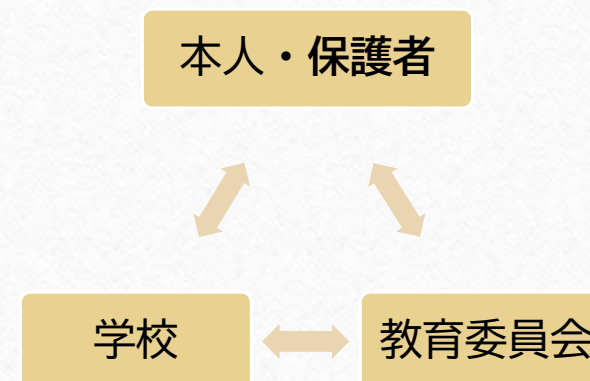 本人・保護者
学校
教育委員会